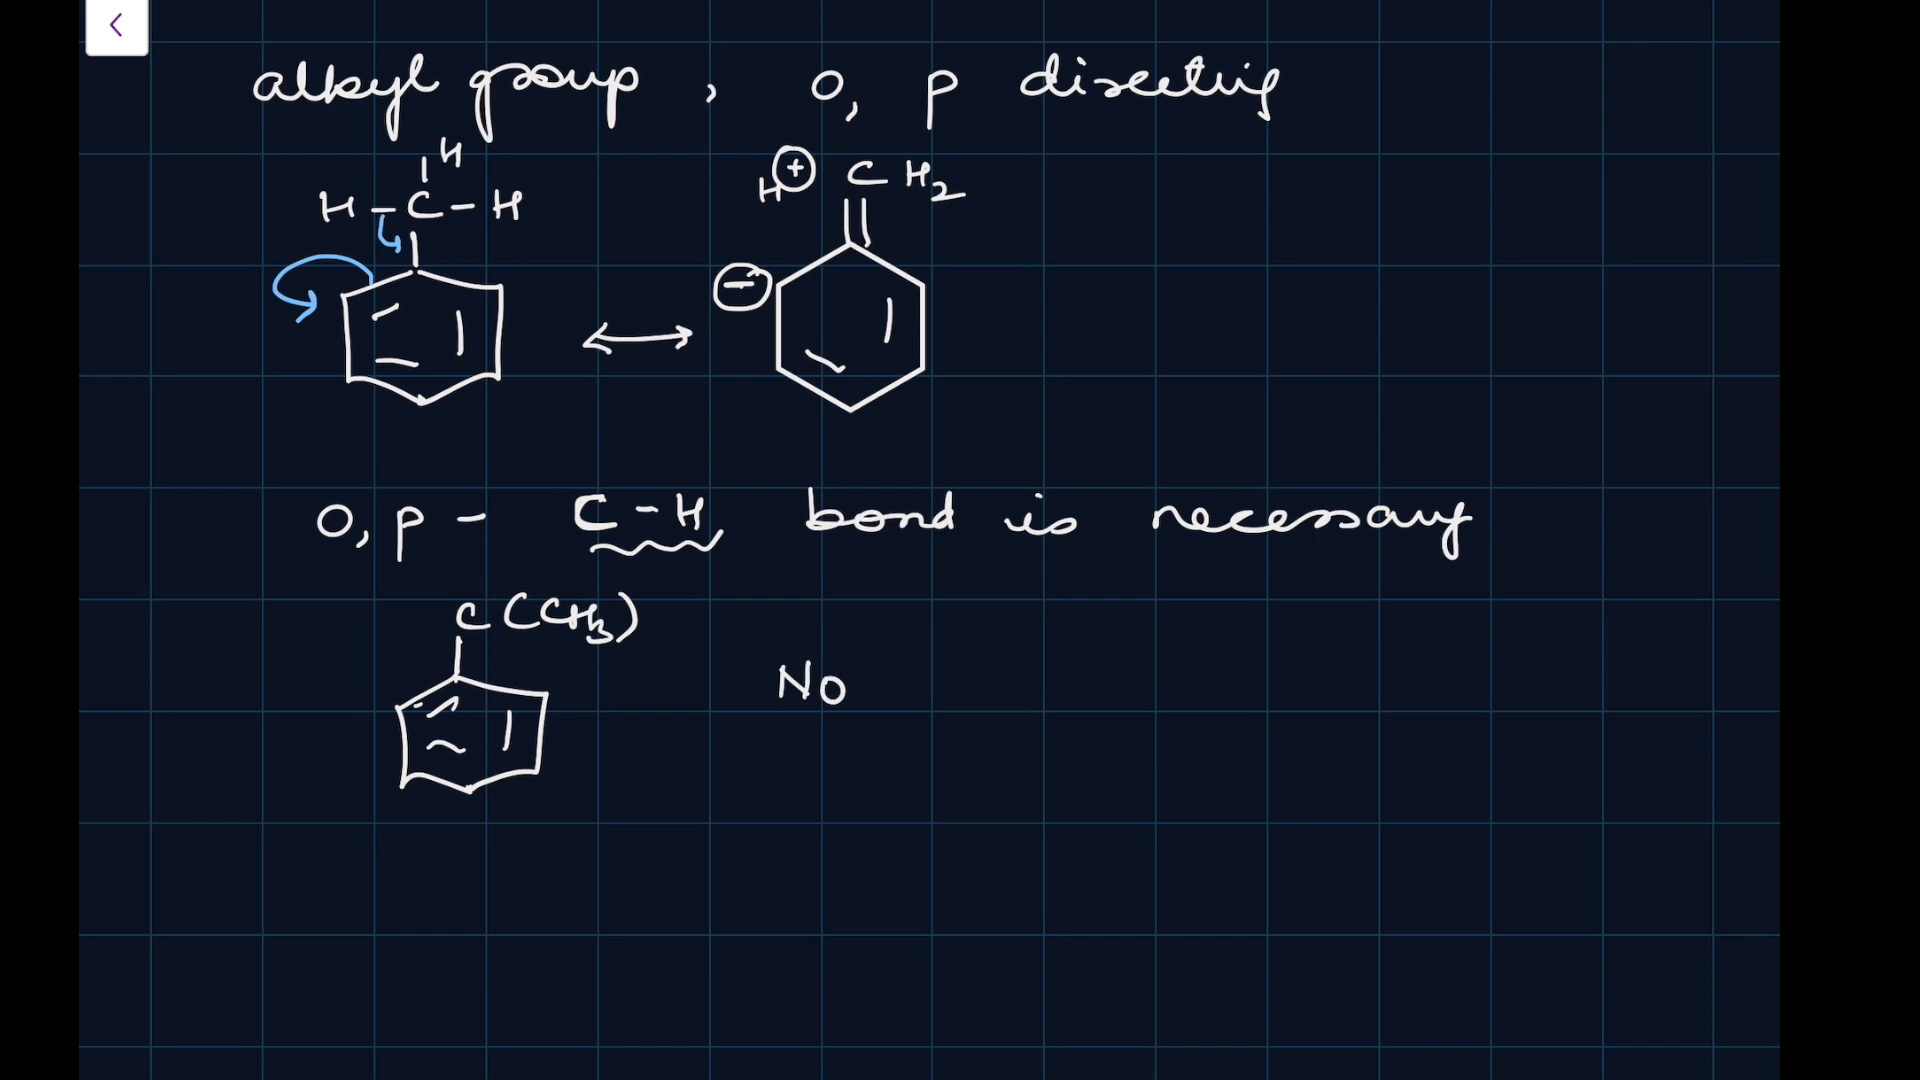 alkyl group, o, p directing
H
H - C - H
H ⊕ CH2
⊖
o, p - C-H bond is necessary
C (CH3)
No